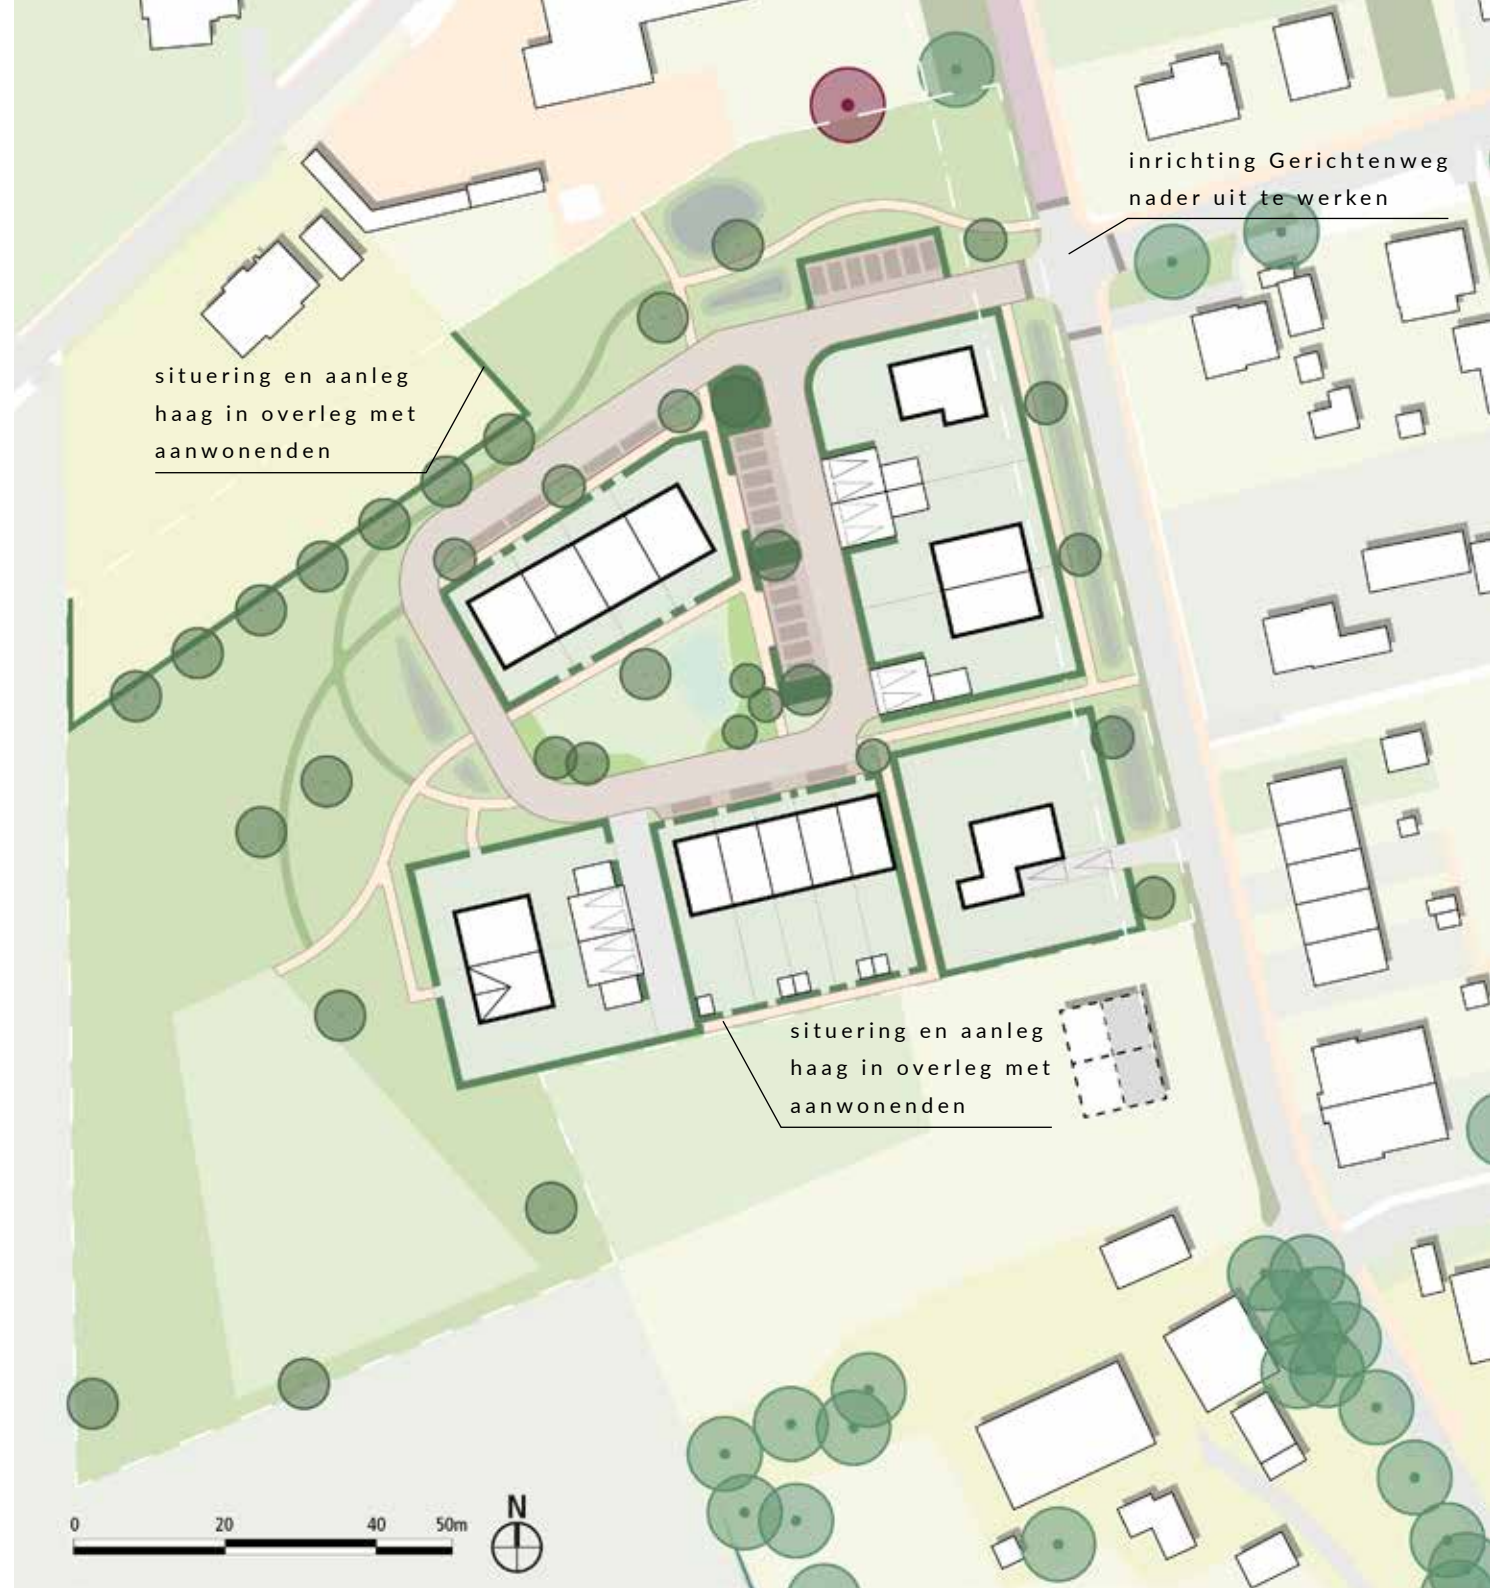 inrichting Gerichtenweg
nader uit te werken
situering en aanleg
haag in overleg met
aanwonenden
situering en aanleg
haag in overleg met
aanwonenden
0 20 40 50m
N